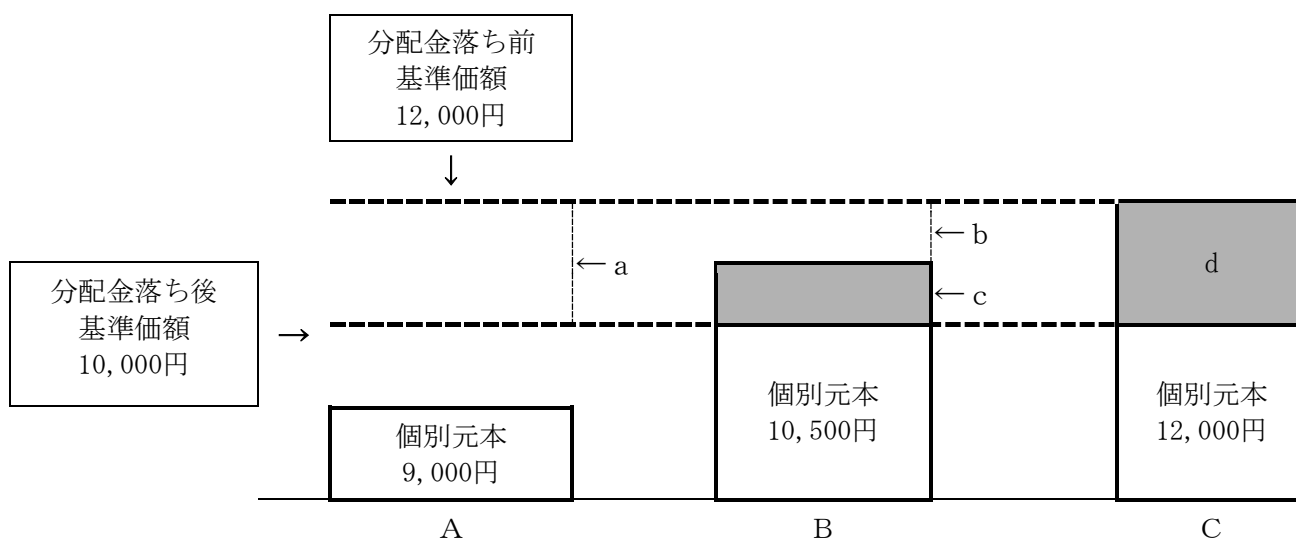 分配金落ち前
基準価額
12,000円
↓
← b
← a
d
分配金落ち後
基準価額
10,000円
→
← c
個別元本
9,000円
個別元本
10,500円
個別元本
12,000円
A
B
C